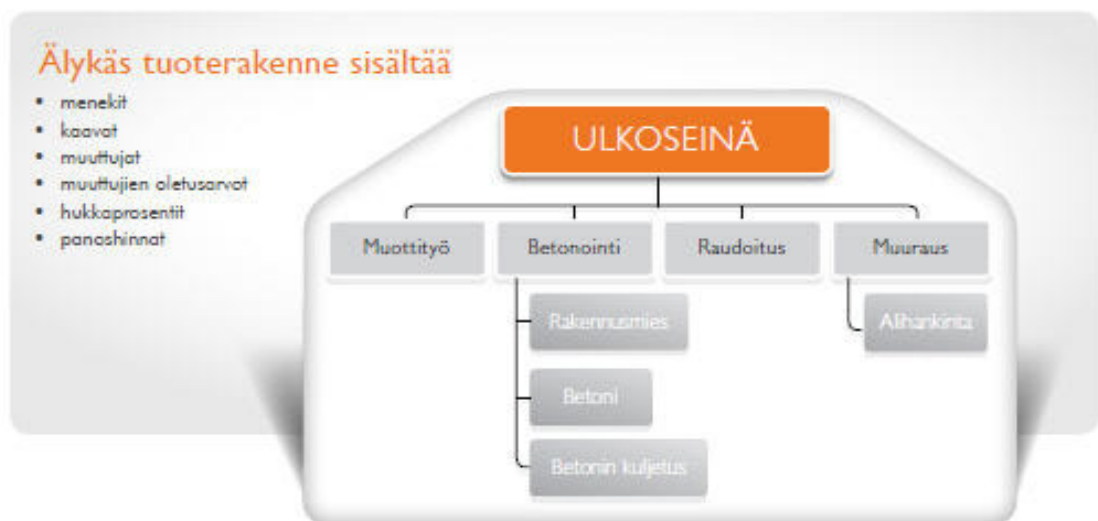 Älykäs tuoterakenne sisältää
• menekit
• kaavat
• muuttujat
• muuttujien oletusarvot
• hukkaprosentit
• panoshinnat
ULKOSEINÄ
Muottityö
Betonointi
Raudoitus
Muuraus
Rakennusmies
Alihankinta
Betoni
Betonin kuljetus